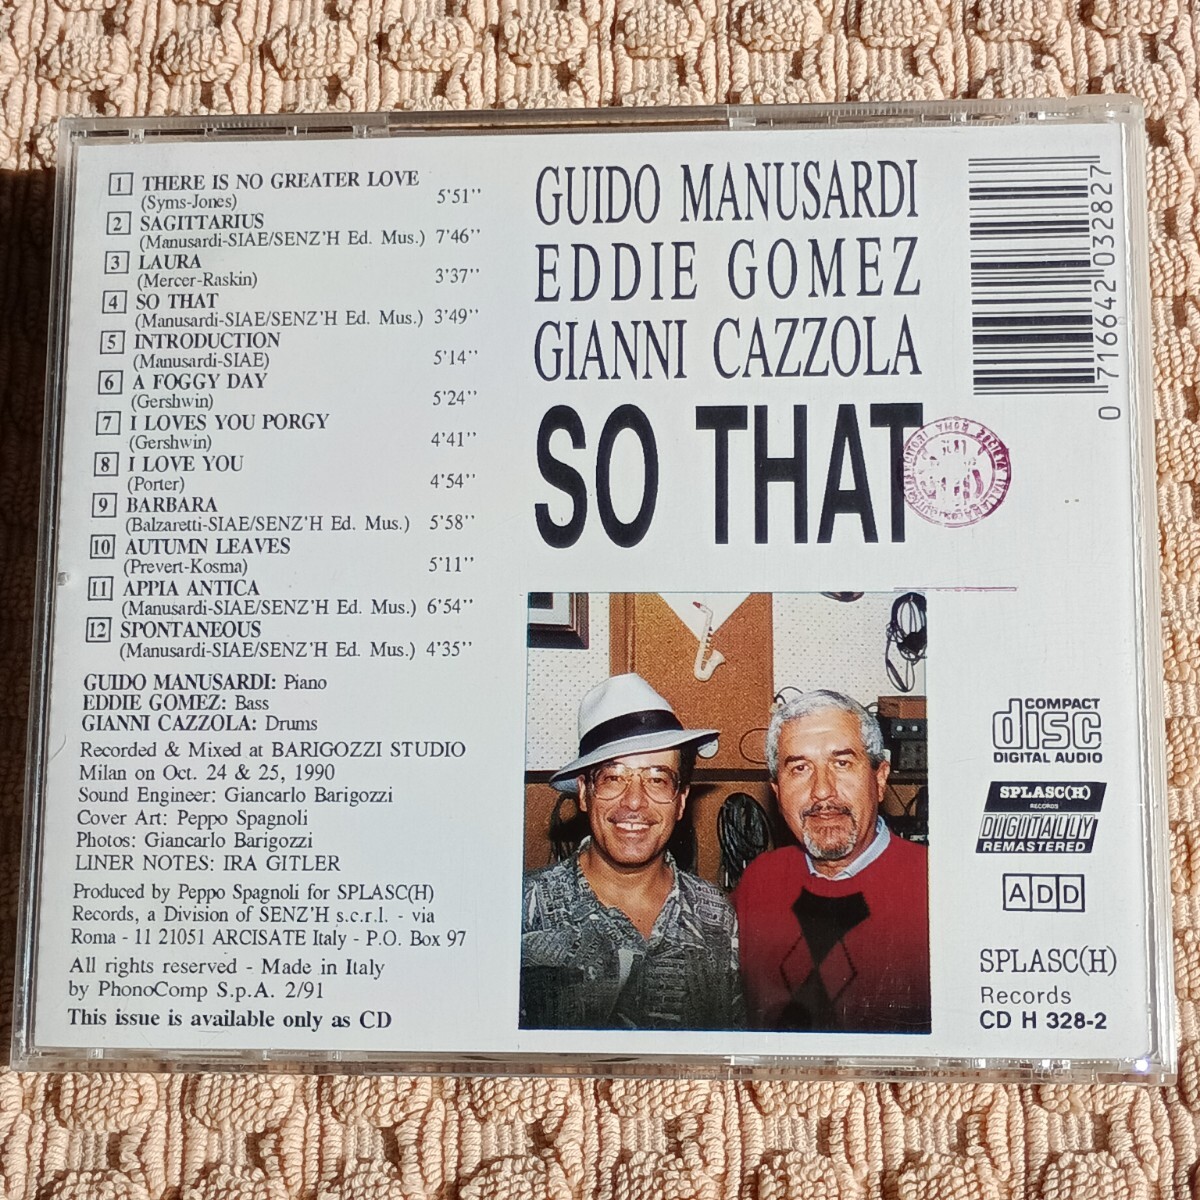 1 THERE IS NO GREATER LOVE
(Syms-Jones) 5'51''
2 SAGITTARIUS
(Manusardi-SIAE/SENZ'H Ed. Mus.) 7'46''
3 LAURA
(Mercer-Raskin) 3'37''
4 SO THAT
(Manusardi-SIAE/SENZ'H Ed. Mus.) 3'49''
5 INTRODUCTION
(Manusardi-SIAE) 5'14''
6 A FOGGY DAY
(Gershwin) 5'24''
7 I LOVES YOU PORGY
(Gershwin) 4'41''
8 I LOVE YOU
(Porter) 4'54''
9 BARBARA
(Balzaretti-SIAE/SENZ'H Ed. Mus.) 5'58''
10 AUTUMN LEAVES
(Prevert-Kosma) 5'11''
11 APPIA ANTICA
(Manusardi-SIAE/SENZ'H Ed. Mus.) 6'54''
12 SPONTANEOUS
(Manusardi-SIAE/SENZ'H Ed. Mus.) 4'35''
GUIDO MANUSARDI: Piano
EDDIE GOMEZ: Bass
GIANNI CAZZOLA: Drums
Recorded & Mixed at BARIGOZZI STUDIO
Milan on Oct. 24 & 25, 1990
Sound Engineer: Giancarlo Barigozzi
Cover Art: Peppo Spagnoli
Photos: Giancarlo Barigozzi
LINER NOTES: IRA GITLER
Produced by Peppo Spagnoli for SPLASC(H)
Records, a Division of SENZ'H s.c.r.l. - via
Roma - 11 21051 ARCISATE Italy - P.O. Box 97
All rights reserved - Made in Italy
by PhonoComp S.p.A. 2/91
This issue is available only as CD
GUIDO MANUSARDI
EDDIE GOMEZ
GIANNI CAZZOLA
SO THAT
0 716642 032827
COMPACT
disc
DIGITAL AUDIO
SPLASC(H)
RECORDS
DIGITALLY
REMASTERED
ADD
SPLASC(H)
Records
CD H 328-2